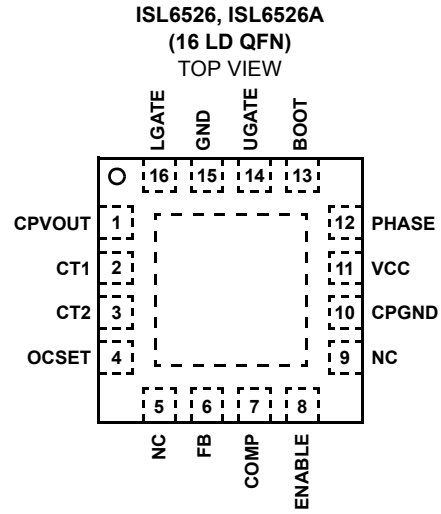 ISL6526, ISL6526A
(16 LD QFN)
TOP VIEW
LGATE
GND
UGATE
BOOT
16 15 14 13
CPVOUT 1
12 PHASE
CT1 2
11 VCC
CT2 3
10 CPGND
OCSET 4
9 NC
5 6 7 8
NC
FB
COMP
ENABLE